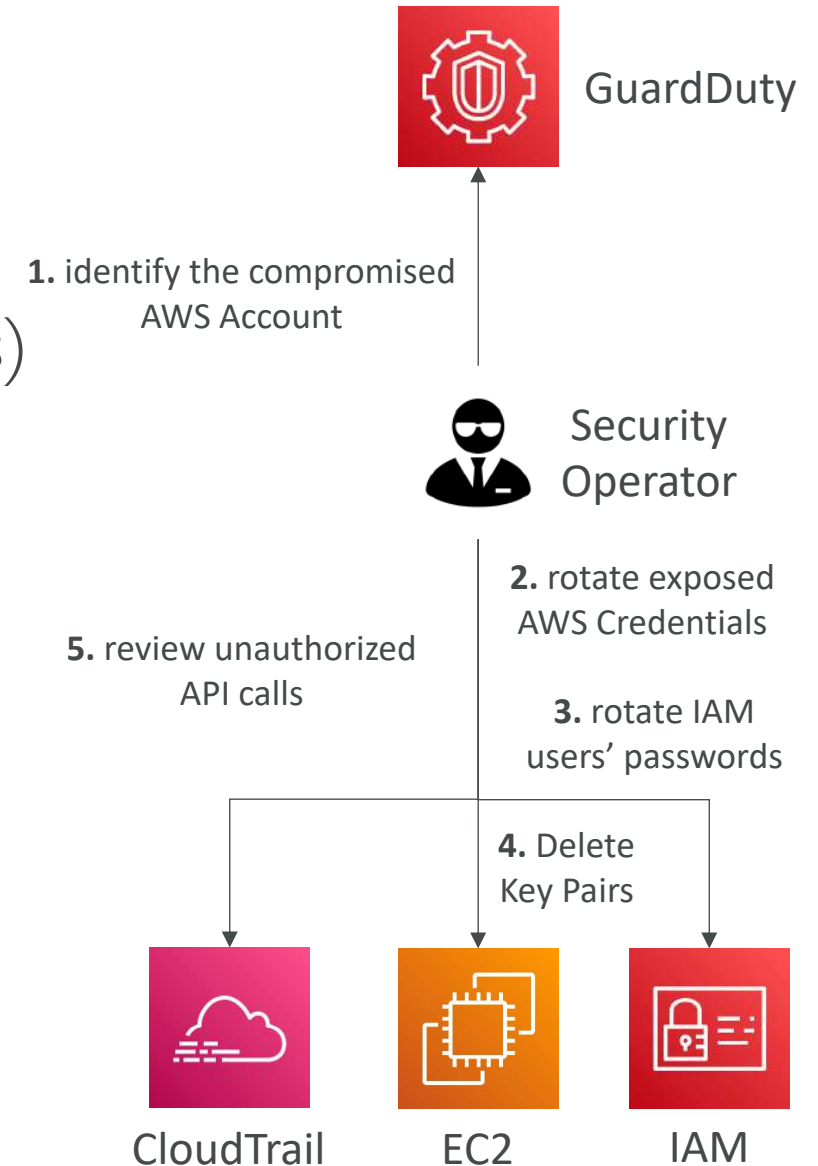 GuardDuty
1. identify the compromised
AWS Account
)
Security
Operator
2. rotate exposed
AWS Credentials
5. review unauthorized
API calls
3. rotate IAM
users’ passwords
4. Delete
Key Pairs
CloudTrail
EC2
IAM